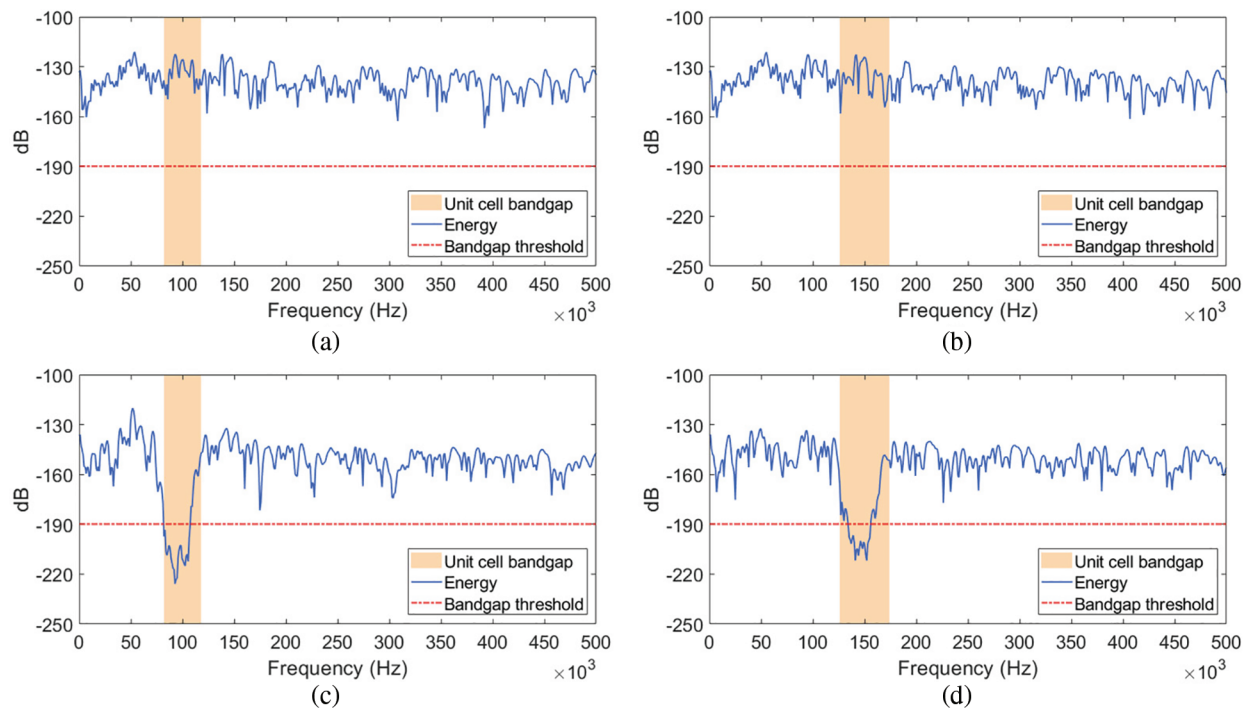 -100
-130
-160
-190
-220
-250
dB
0 50 100 150 200 250 300 350 400 450 500
Frequency (Hz)
×10³
Unit cell bandgap
Energy
Bandgap threshold
(a)
-100
-130
-160
-190
-220
-250
dB
0 50 100 150 200 250 300 350 400 450 500
Frequency (Hz)
×10³
Unit cell bandgap
Energy
Bandgap threshold
(b)
-100
-130
-160
-190
-220
-250
dB
0 50 100 150 200 250 300 350 400 450 500
Frequency (Hz)
×10³
Unit cell bandgap
Energy
Bandgap threshold
(c)
-100
-130
-160
-190
-220
-250
dB
0 50 100 150 200 250 300 350 400 450 500
Frequency (Hz)
×10³
Unit cell bandgap
Energy
Bandgap threshold
(d)